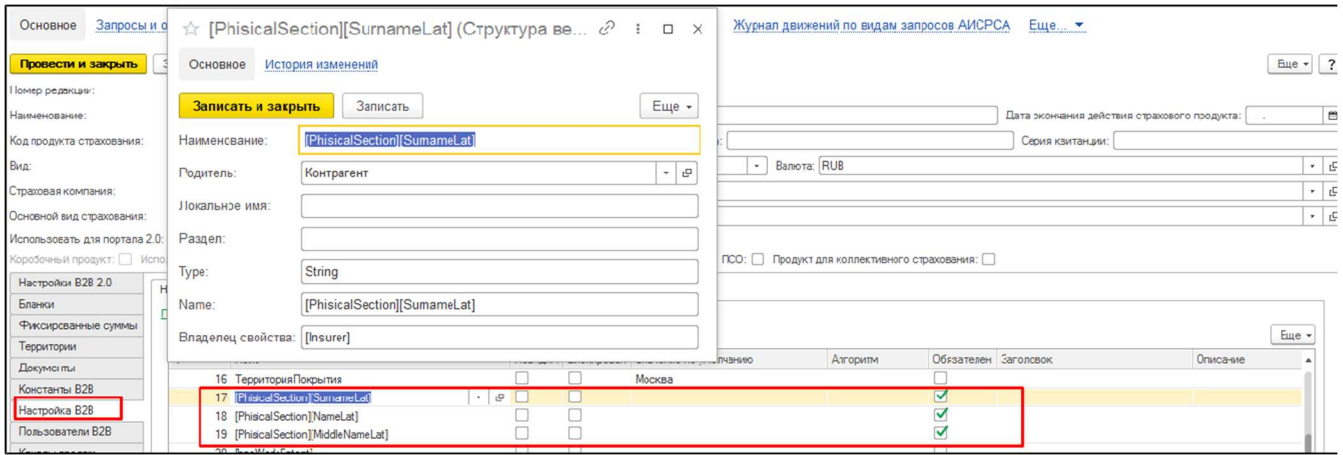 Основное
Запросы и о
[PhisicalSection][SurnameLat] (Структура ве...
Журнал движений по видам запросов АИСРСА
Еще...
Провести и закрыть
Основное
История изменений
Еще
?
Номер редакции:
Записать и закрыть
Записать
Еще
Наименование:
Дата окончания действия страхового продукта:
Код продукта страхования:
Наименование:
[PhisicalSection][SurnameLat]
Серия квитанции:
Вид:
Родитель:
Контрагент
Валюта:
RUB
Страховая компания:
Локальное имя:
Основной вид страхования:
Использовать для портала 2.0:
Раздел:
Коробочный продукт:
Испо
ПСО:
Продукт для коллективного страхования:
Type:
String
Настройки B2B 2.0
Бланки
Name:
[PhisicalSection][SurnameLat]
Фиксированные суммы
Территории
Владелец свойства:
[Insurer]
Еще
Документы
Алгоритм
Обязателен
Заголовок
Описание
16 ТерриторияПокрытия
Москва
Константы B2B
17 [PhisicalSection][SurnameLat]
Настройка B2B
18 [PhisicalSection][NameLat]
Пользователи B2B
19 [PhisicalSection][MiddleNameLat]